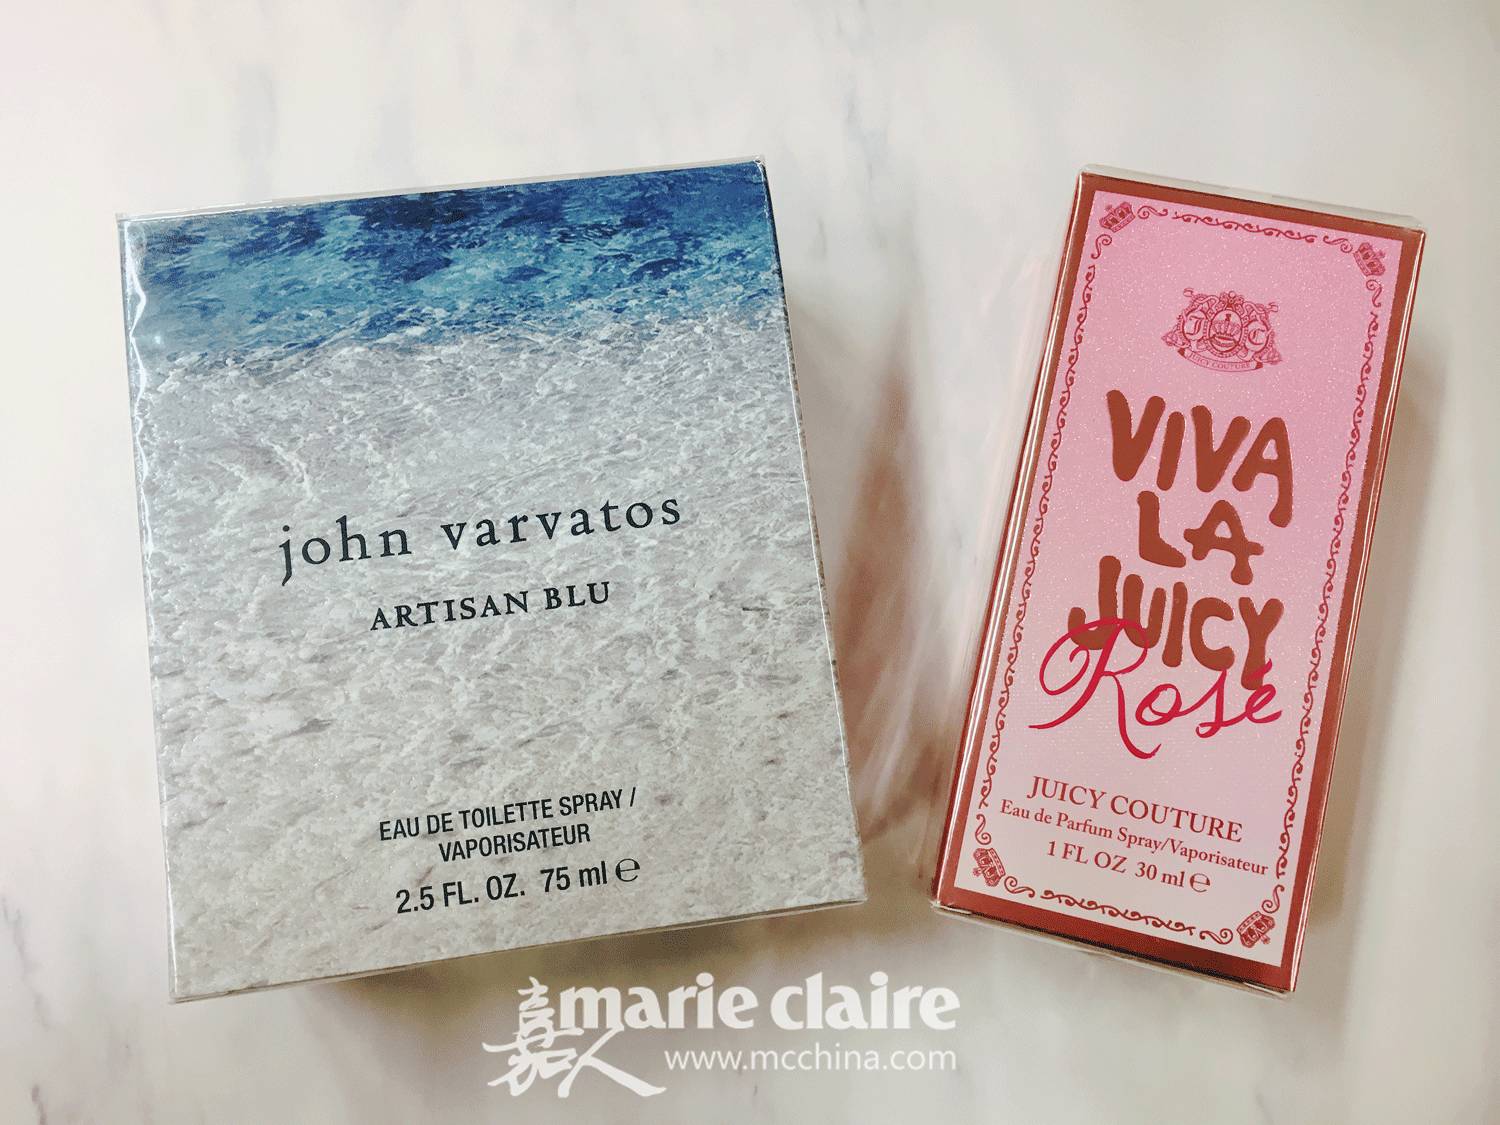 john varvatos
ARTISAN BLU
EAU DE TOILETTE SPRAY /
VAPORISATEUR
2.5 FL. OZ. 75 ml ℮
JUICY COUTURE
VIVA
LA
JUICY
Rosé
JUICY COUTURE
Eau de Parfum Spray/Vaporisateur
1 FL OZ 30 ml ℮
嘉人 marie claire
www.mcchina.com